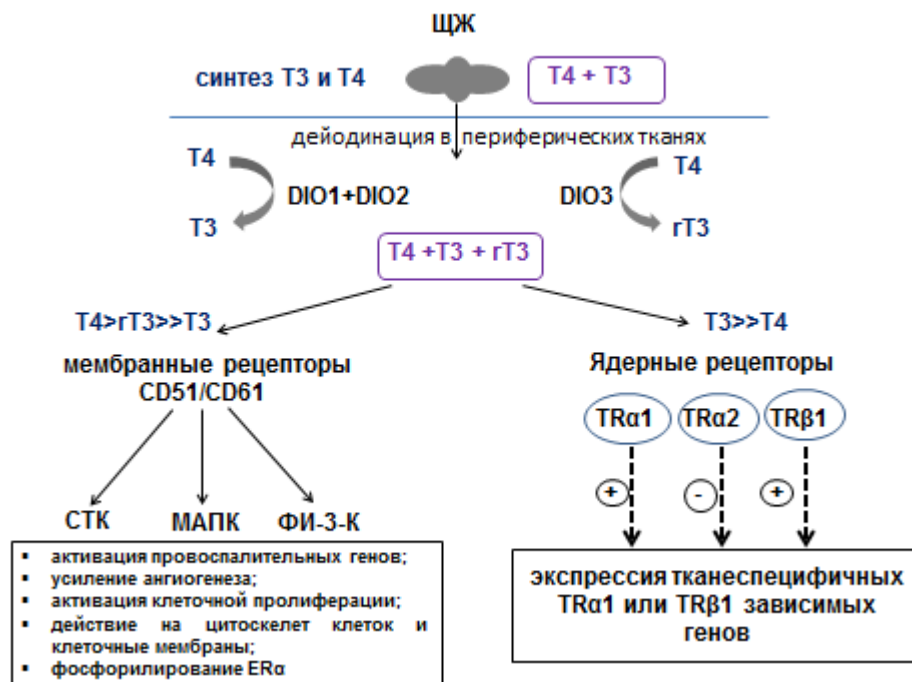 ЩЖ
синтез Т3 и Т4
Т4 + Т3
дейодинация в периферических тканях
Т4
Т4
DIO1+DIO2
DIO3
Т3
rТ3
Т4 +Т3 + rТ3
Т4>rТ3>>Т3
Т3>>Т4
мембранные рецепторы
CD51/CD61
Ядерные рецепторы
TRα1
TRα2
TRβ1
+
-
+
СТК
МАПК
ФИ-3-К
▪ активация провоспалительных генов;
▪ усиление ангиогенеза;
▪ активация клеточной пролиферации;
▪ действие на цитоскелет клеток и
клеточные мембраны;
▪ фосфорилирование ERα
экспрессия тканеспецифичных
TRα1 или TRβ1 зависимых
генов